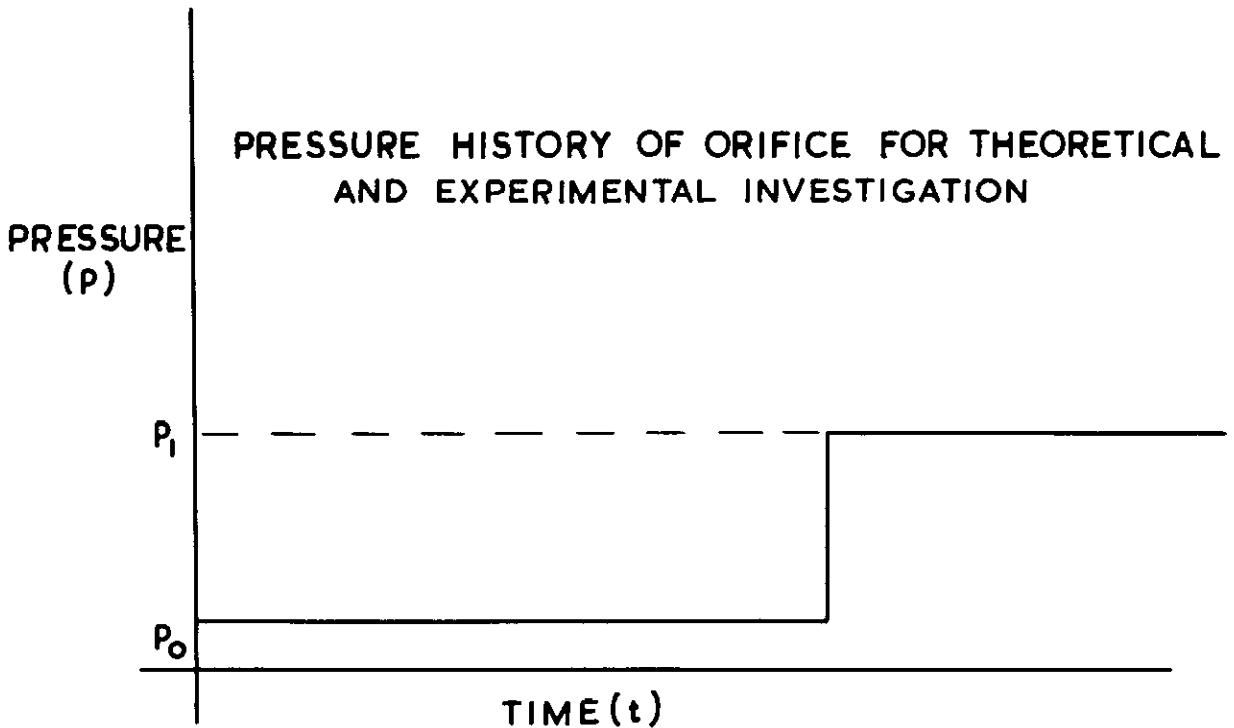 PRESSURE HISTORY OF ORIFICE FOR THEORETICAL
AND EXPERIMENTAL INVESTIGATION
PRESSURE
(p)
P₁
P₀
TIME(t)